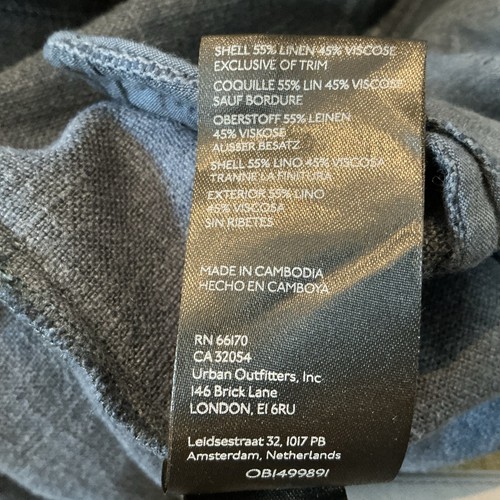 SHELL 55% LINEN 45% VISCOSE
EXCLUSIVE OF TRIM
COQUILLE 55% LIN 45% VISCOSE
SAUF BORDURE
OBERSTOFF 55% LEINEN
45% VISKOSE
AUSSER BESATZ
SHELL 55% LINO 45% VISCOSA
TRANNE LA FINITURA
EXTERIOR 55% LINO
45% VISCOSA
SIN RIBETES
MADE IN CAMBODIA
HECHO EN CAMBOYA
RN 66170
CA 32054
Urban Outfitters, Inc
146 Brick Lane
LONDON, E1 6RU
Leidsestraat 32, 1017 PB
Amsterdam, Netherlands
OB1499891